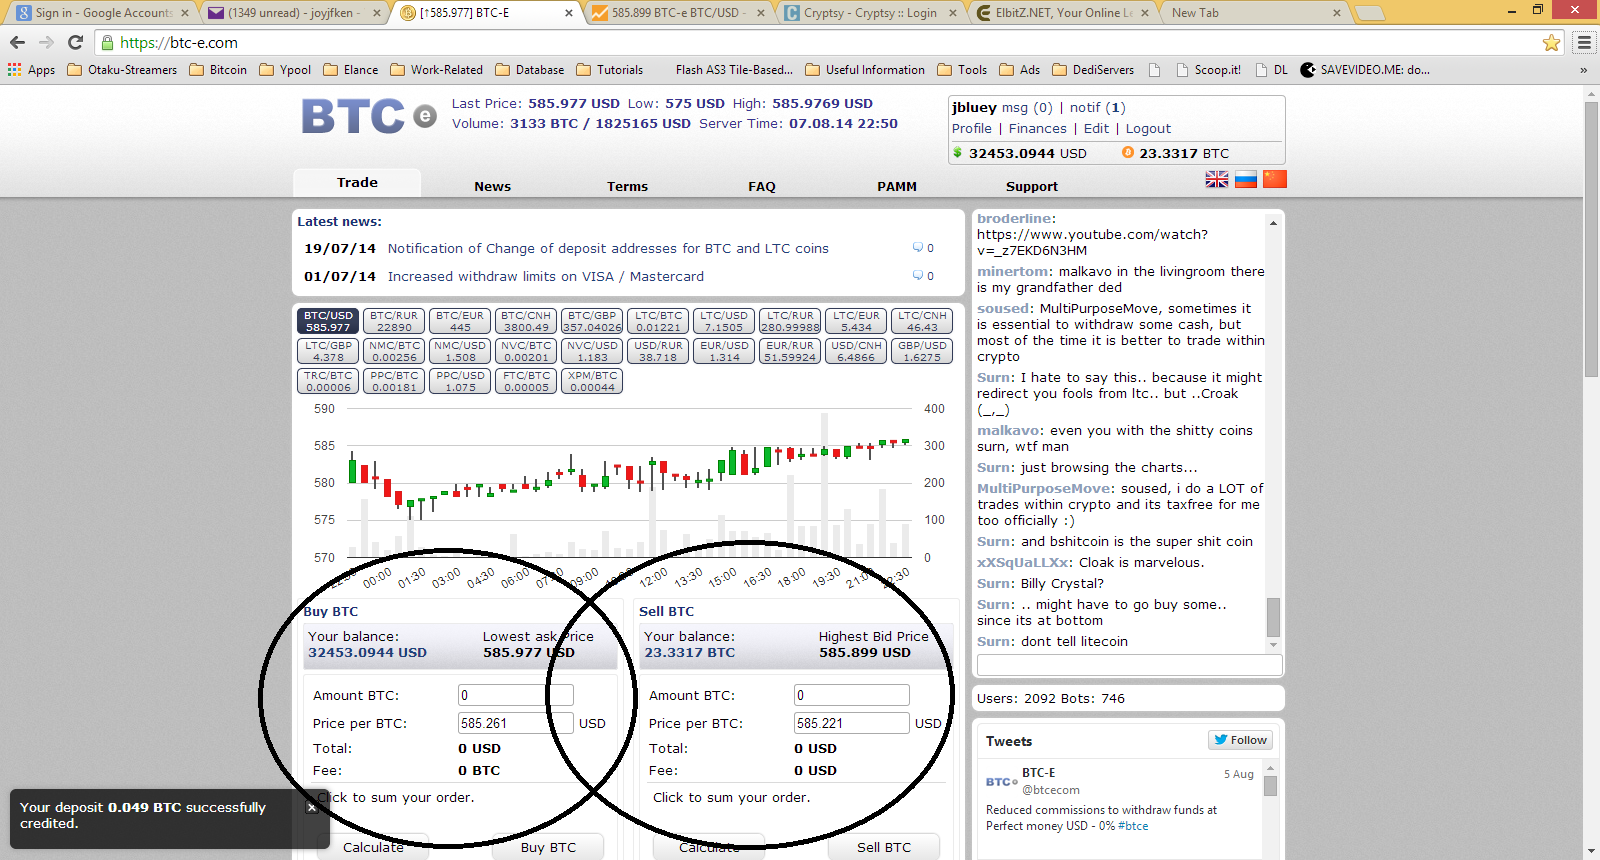 Sign in - Google Accounts
(1349 unread) - joyjfken -
[↑585.977] BTC-E
585.899 BTC-e BTC/USD -
Cryptsy - Cryptsy :: Login
ElbitZ.NET, Your Online Le
New Tab
https://btc-e.com
Apps Otaku-Streamers Bitcoin Ypool Elance Work-Related Database Tutorials Flash AS3 Tile-Based... Useful Information Tools Ads DediServers Scoop.it! DL SAVEVIDEO.ME: do... »
BTC e
Last Price: 585.977 USD Low: 575 USD High: 585.9769 USD
Volume: 3133 BTC / 1825165 USD Server Time: 07.08.14 22:50
jbluey msg (0) | notif (1)
Profile | Finances | Edit | Logout
32453.0944 USD 23.3317 BTC
Trade News Terms FAQ PAMM Support
Latest news:
19/07/14 Notification of Change of deposit addresses for BTC and LTC coins 0
01/07/14 Increased withdraw limits on VISA / Mastercard 0
BTC/USD BTC/RUR BTC/EUR BTC/CNH BTC/GBP LTC/BTC LTC/USD LTC/RUR LTC/EUR LTC/CNH
585.977 22890 445 3800.49 357.04026 0.01221 7.1505 280.99988 5.434 46.43
LTC/GBP NMC/BTC NMC/USD NVC/BTC NVC/USD USD/RUR EUR/USD EUR/RUR USD/CNH GBP/USD
4.378 0.00256 1.508 0.00201 1.183 38.718 1.314 51.59924 6.4866 1.6275
TRC/BTC PPC/BTC PPC/USD FTC/BTC XPM/BTC
0.00006 0.00181 1.075 0.00005 0.00044
590 400
585 300
580 200
575 100
570 0
00:00 01:30 03:00 04:30 06:00 09:00 12:00 13:30 15:00 16:30 18:00 19:30 22:30
Buy BTC
Your balance: Lowest ask Price
32453.0944 USD 585.977 USD
Amount BTC: 0
Price per BTC: 585.261 USD
Total: 0 USD
Fee: 0 BTC
Click to sum your order.
Calculate Buy BTC
Sell BTC
Your balance: Highest Bid Price
23.3317 BTC 585.899 USD
Amount BTC: 0
Price per BTC: 585.221 USD
Total: 0 USD
Fee: 0 USD
Click to sum your order.
Calculate Sell BTC
broderline:
https://www.youtube.com/watch?
v=_z7EKD6N3HM
minertom: malkavo in the livingroom there
is my grandfather ded
soused: MultiPurposeMove, sometimes it
is essential to withdraw some cash, but
most of the time it is better to trade within
crypto
Surn: I hate to say this.. because it might
redirect you fools from ltc.. but ..Croak
(_,_)
malkavo: even you with the shitty coins
surn, wtf man
Surn: just browsing the charts...
MultiPurposeMove: soused, i do a LOT of
trades within crypto and its taxfree for me
too officially :)
Surn: and bshitcoin is the super shit coin
xXSqUaLLXx: Cloak is marvelous.
Surn: Billy Crystal?
Surn: .. might have to go buy some..
since its at bottom
Surn: dont tell litecoin
Users: 2092 Bots: 746
Tweets Follow
BTC-E 5 Aug
@btcecom
Reduced commissions to withdraw funds at
Perfect money USD - 0% #btce
Your deposit 0.049 BTC successfully
credited.